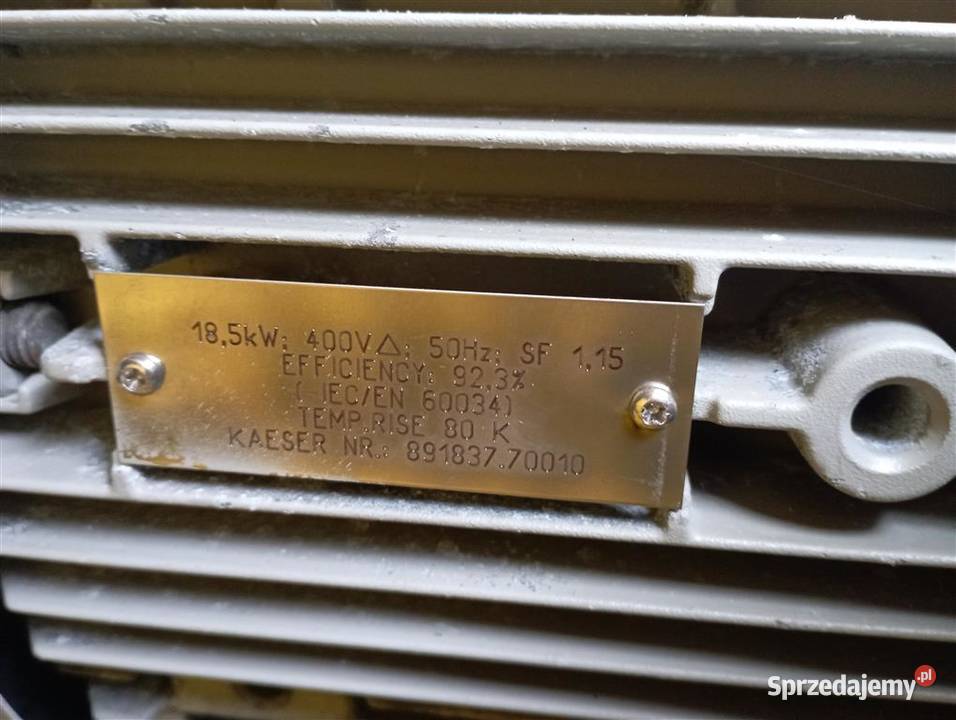 18,5kW; 400V△; 50Hz; SF 1,15
EFFICIENCY: 92,3%
( IEC/EN 60034)
TEMP.RISE 80 K
KAESER NR.: 891837.70010
Sprzedajemy.pl